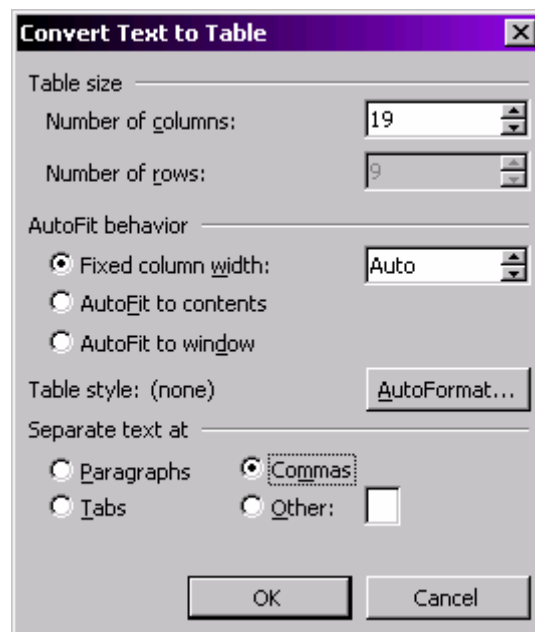 Convert Text to Table
Table size
Number of columns: 19
Number of rows: 9
AutoFit behavior
Fixed column width: Auto
AutoFit to contents
AutoFit to window
Table style: (none) AutoFormat...
Separate text at
Paragraphs Commas
Tabs Other:
OK Cancel